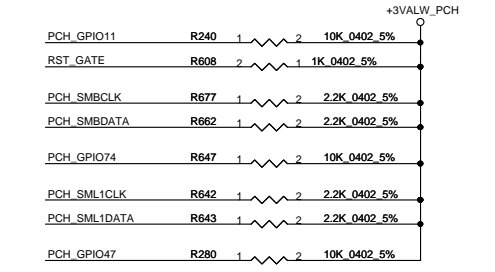 +3VALW_PCH
PCH_GPIO11 R240 1 2 10K_0402_5%
RST_GATE R608 2 1 1K_0402_5%
PCH_SMBCLK R677 1 2 2.2K_0402_5%
PCH_SMBDATA R662 1 2 2.2K_0402_5%
PCH_GPIO74 R647 1 2 10K_0402_5%
PCH_SML1CLK R642 1 2 2.2K_0402_5%
PCH_SML1DATA R643 1 2 2.2K_0402_5%
PCH_GPIO47 R280 1 2 10K_0402_5%